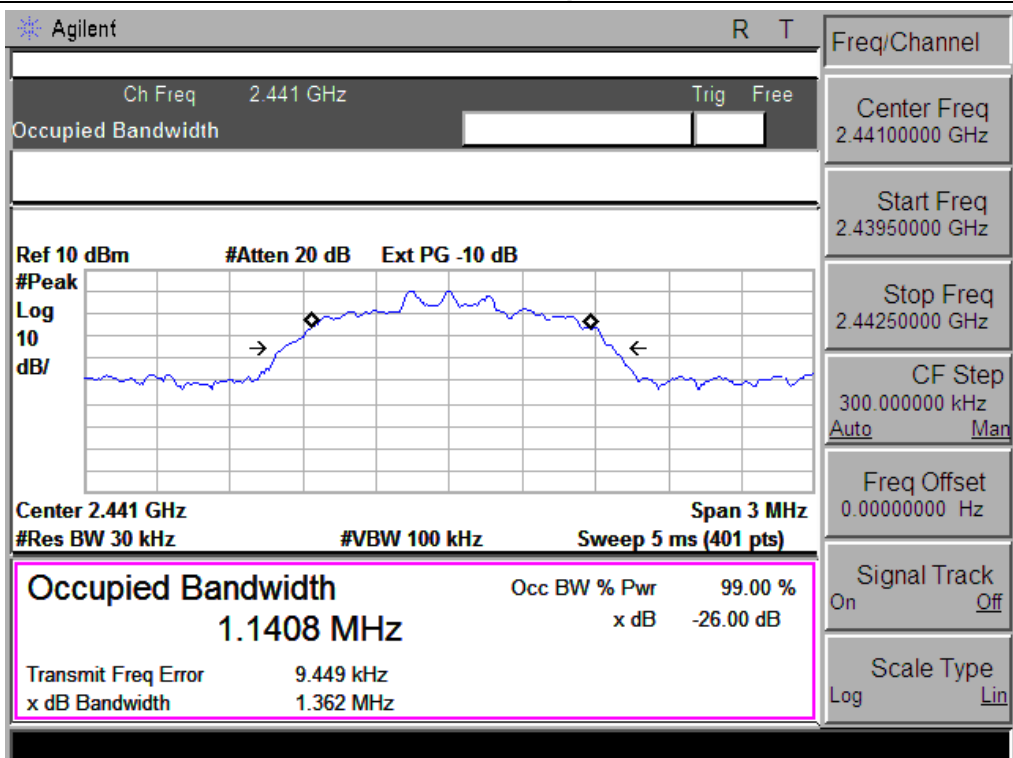 Agilent R T
Ch Freq 2.441 GHz Trig Free
Occupied Bandwidth
Ref 10 dBm #Atten 20 dB Ext PG -10 dB
#Peak
Log
10
dB/
Center 2.441 GHz Span 3 MHz
#Res BW 30 kHz #VBW 100 kHz Sweep 5 ms (401 pts)
Occupied Bandwidth Occ BW % Pwr 99.00 %
1.1408 MHz x dB -26.00 dB
Transmit Freq Error 9.449 kHz
x dB Bandwidth 1.362 MHz
Freq/Channel
Center Freq
2.44100000 GHz
Start Freq
2.43950000 GHz
Stop Freq
2.44250000 GHz
CF Step
300.000000 kHz
Auto Man
Freq Offset
0.00000000 Hz
Signal Track
On Off
Scale Type
Log Lin